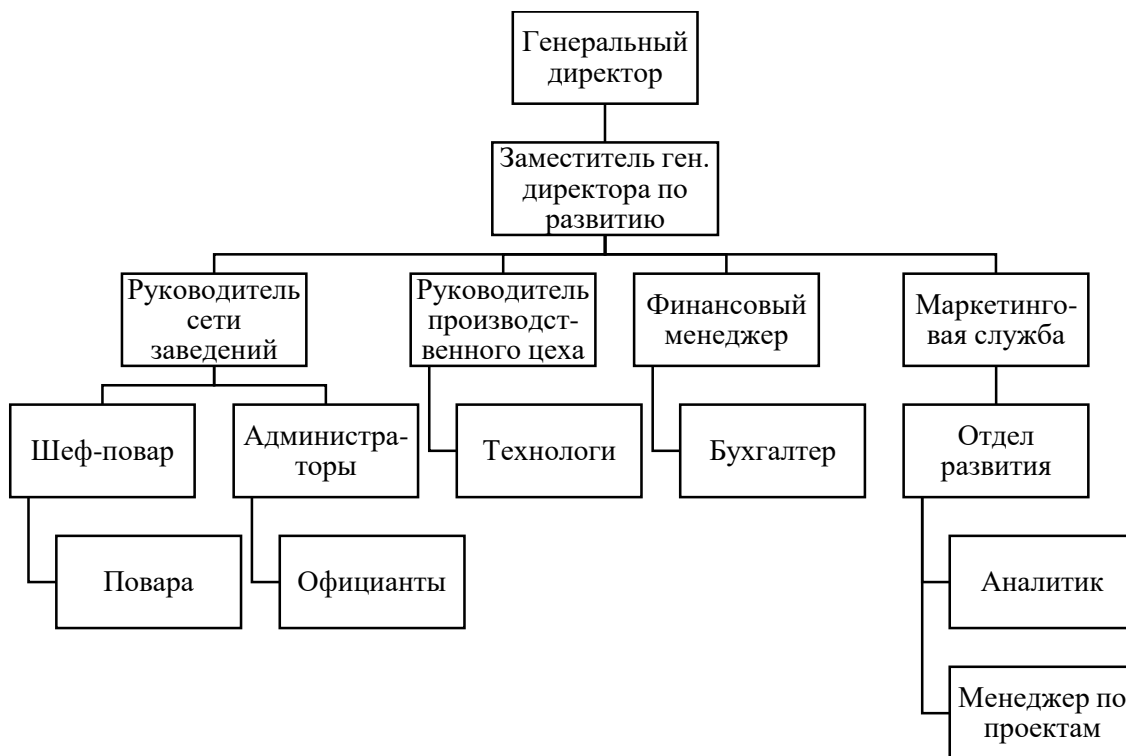 Генеральный
директор
Заместитель ген.
директора по
развитию
Руководитель
сети
заведений
Руководитель
производст-
венного цеха
Финансовый
менеджер
Маркетинго-
вая служба
Шеф-повар
Администра-
торы
Технологи
Бухгалтер
Отдел
развития
Повара
Официанты
Аналитик
Менеджер по
проектам